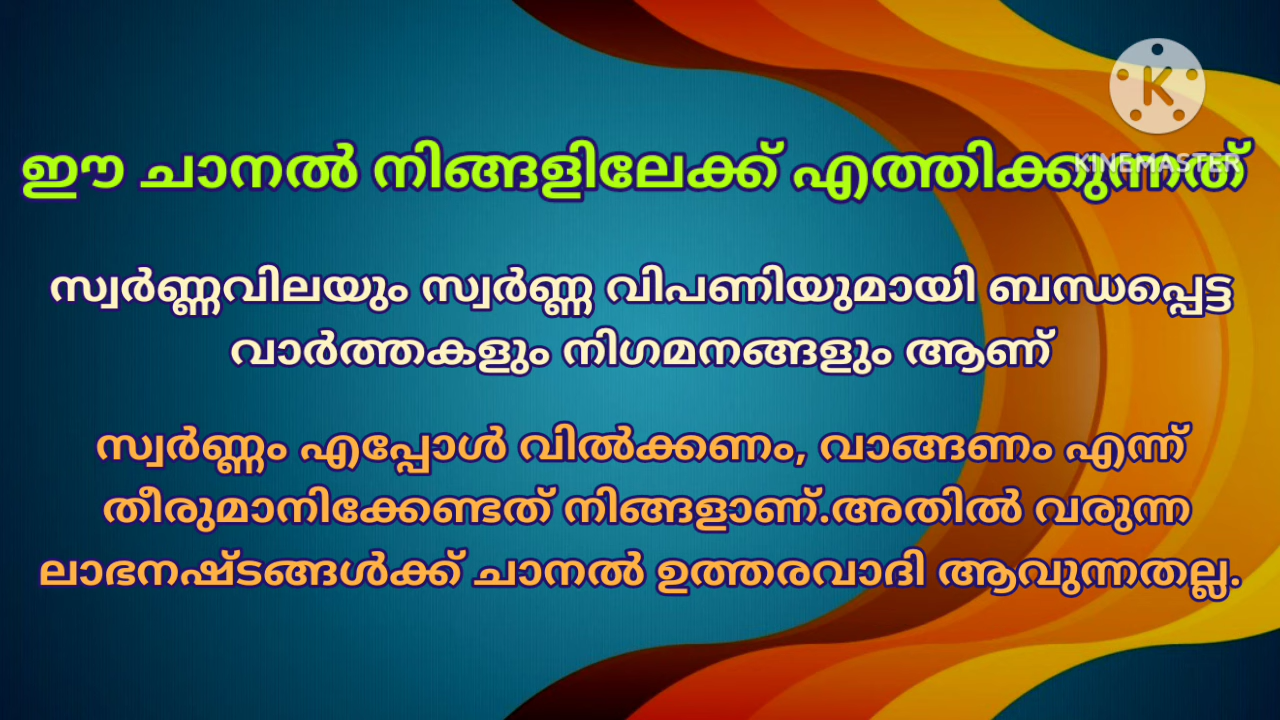 K
KINEMASTER
ഈ ചാനൽ നിങ്ങളിലേക്ക് എത്തിക്കുന്നത്
സ്വർണ്ണവിലയും സ്വർണ്ണ വിപണിയുമായി ബന്ധപ്പെട്ട
വാർത്തകളും നിഗമനങ്ങളും ആണ്
സ്വർണ്ണം എപ്പോൾ വിൽക്കണം, വാങ്ങണം എന്ന്
തീരുമാനിക്കേണ്ടത് നിങ്ങളാണ്.അതിൽ വരുന്ന
ലാഭനഷ്ടങ്ങൾക്ക് ചാനൽ ഉത്തരവാദി ആവുന്നതല്ല.